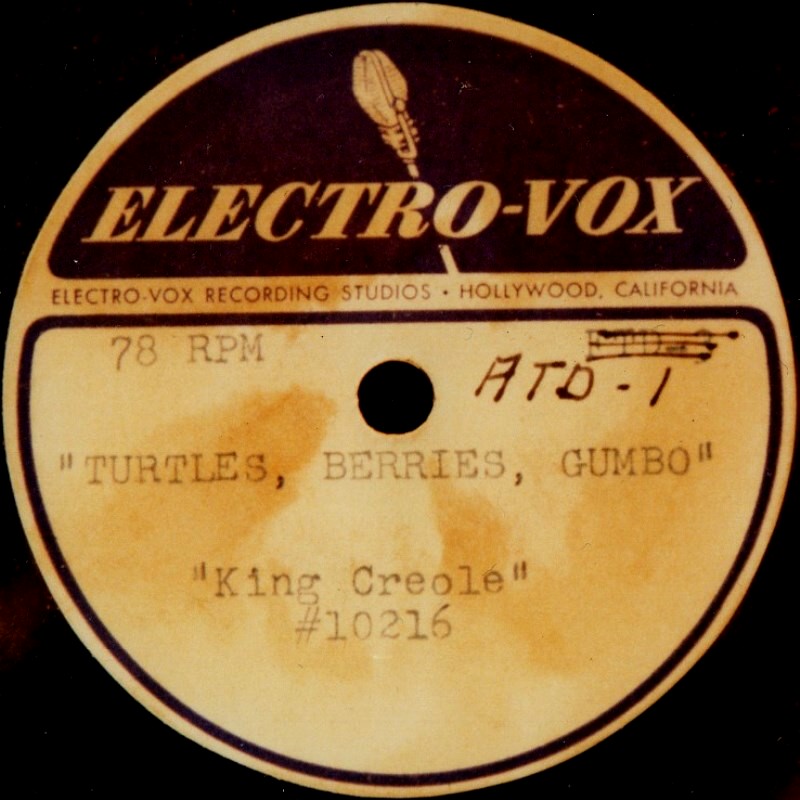 ELECTRO-VOX
ELECTRO-VOX RECORDING STUDIOS • HOLLYWOOD, CALIFORNIA
78 RPM
ATD-1
"TURTLES, BERRIES, GUMBO"
"King Creole"
#10216